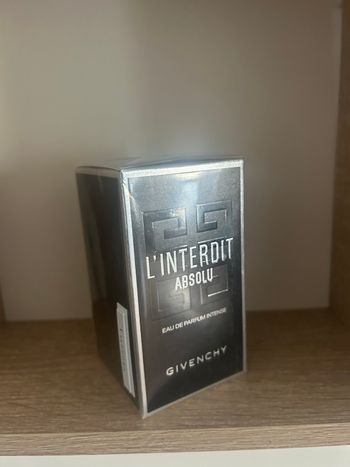 L'INTERDIT
ABSOLU
EAU DE PARFUM INTENSE
GIVENCHY